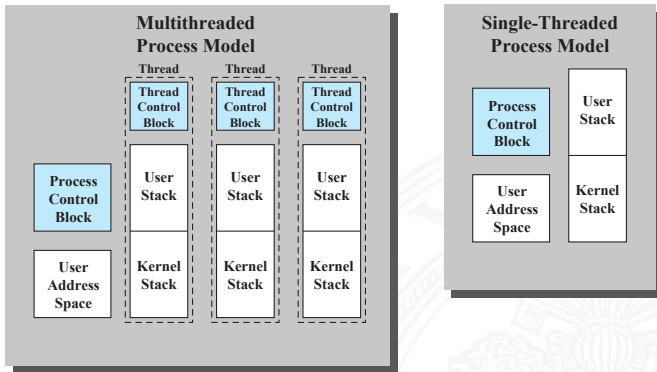 Multithreaded
Process Model
Thread
Thread
Control
Block
User
Stack
Kernel
Stack
Thread
Thread
Control
Block
User
Stack
Kernel
Stack
Thread
Thread
Control
Block
User
Stack
Kernel
Stack
Process
Control
Block
User
Address
Space
Single-Threaded
Process Model
Process
Control
Block
User
Address
Space
User
Stack
Kernel
Stack